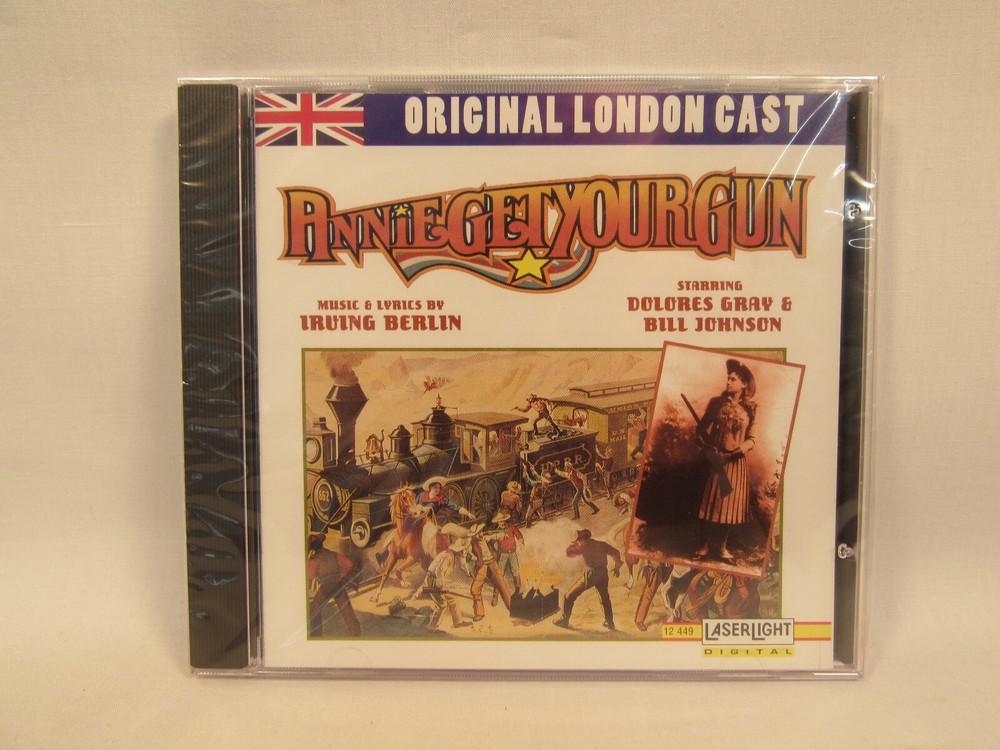 ORIGINAL LONDON CAST
ANNIE GET YOUR GUN
MUSIC & LYRICS BY
IRVING BERLIN
STARRING
DOLORES GRAY &
BILL JOHNSON
U.S.
MAIL
12 449
LASERLIGHT
DIGITAL